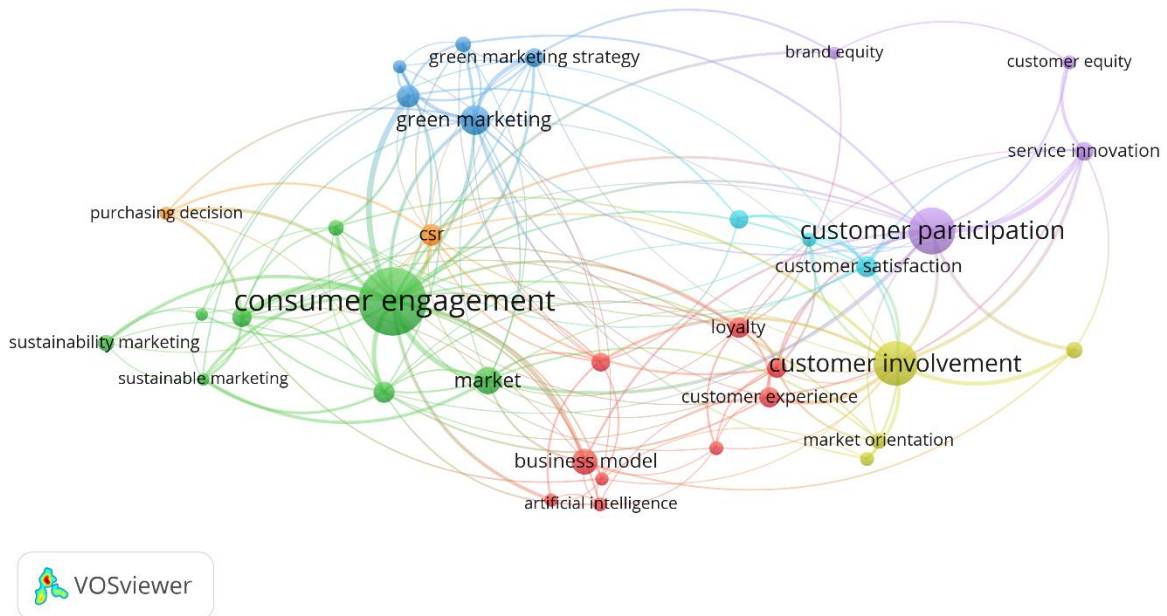 green marketing strategy
brand equity
customer equity
green marketing
service innovation
purchasing decision
csr
customer participation
customer satisfaction
consumer engagement
loyalty
sustainability marketing
customer involvement
sustainable marketing
market
customer experience
market orientation
business model
artificial intelligence
VOSviewer